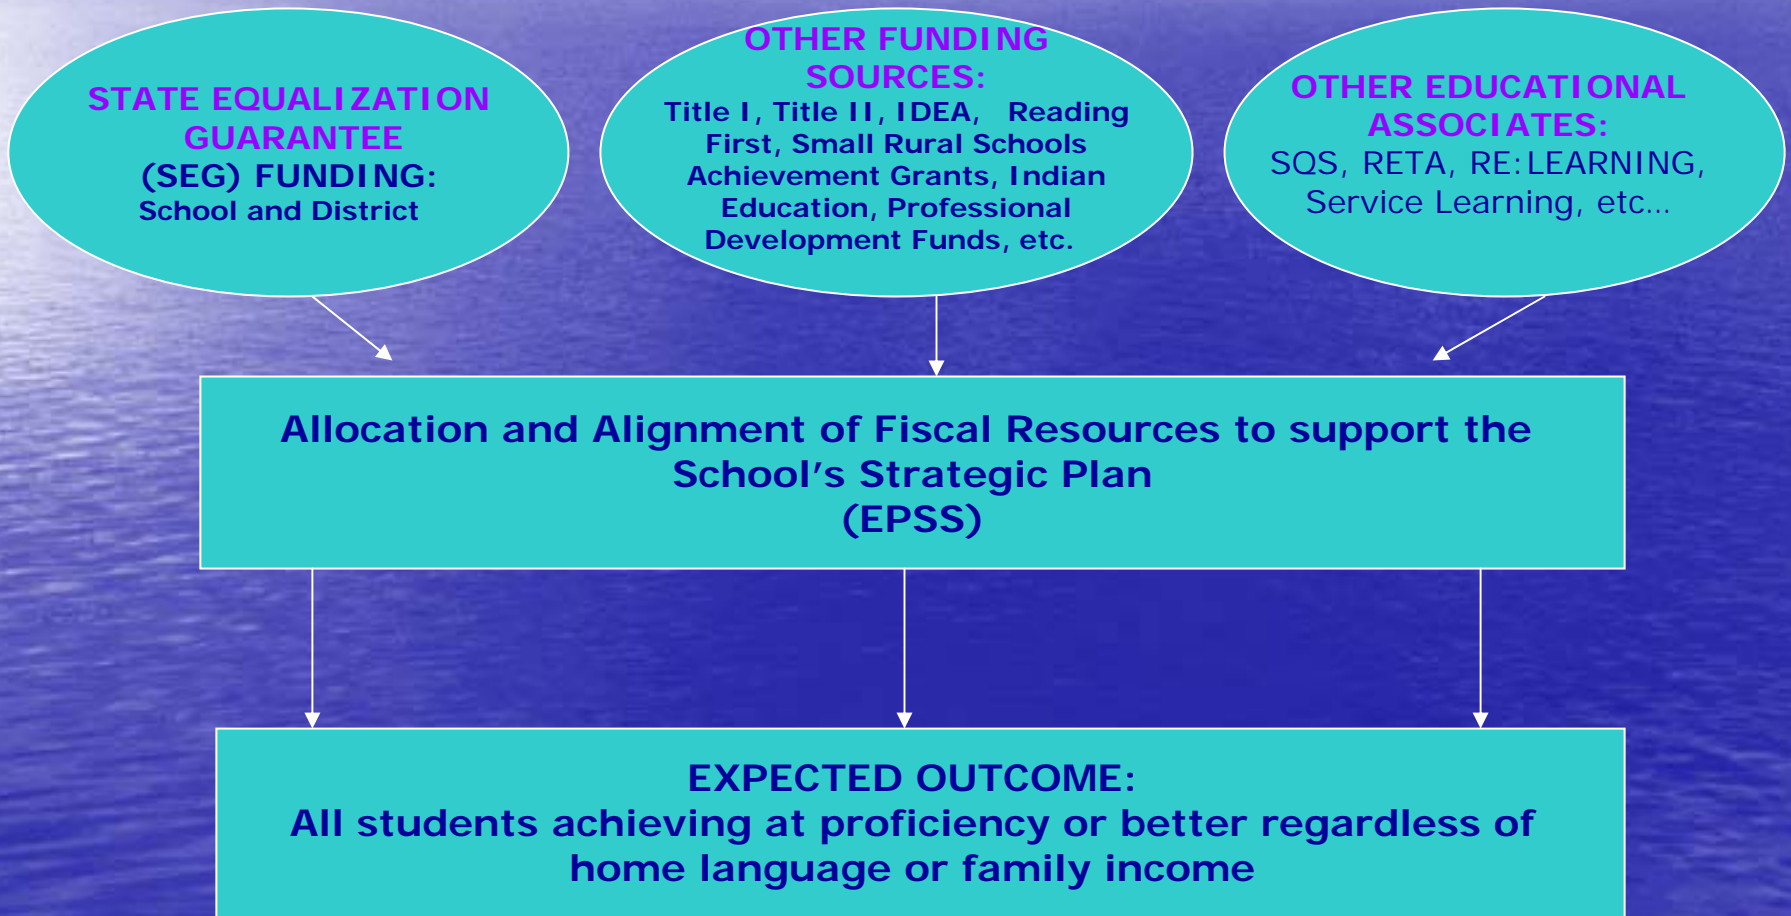 STATE EQUALIZATION
GUARANTEE
(SEG) FUNDING:
School and District
OTHER FUNDING
SOURCES:
Title I, Title II, IDEA, Reading
First, Small Rural Schools
Achievement Grants, Indian
Education, Professional
Development Funds, etc.
OTHER EDUCATIONAL
ASSOCIATES:
SQS, RETA, RE:LEARNING,
Service Learning, etc…
Allocation and Alignment of Fiscal Resources to support the
School’s Strategic Plan
(EPSS)
EXPECTED OUTCOME:
All students achieving at proficiency or better regardless of
home language or family income